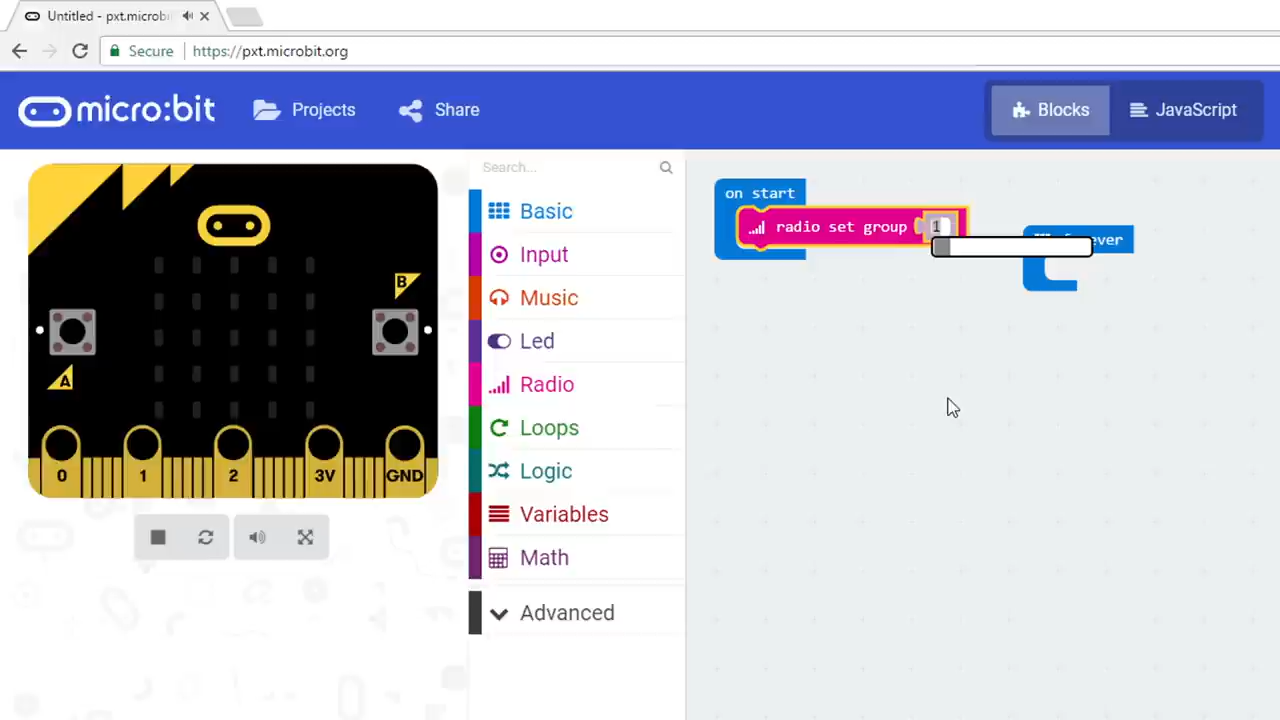 Untitled - pxt.microbi
Secure https://pxt.microbit.org
micro:bit Projects Share Blocks JavaScript
Search...
Basic
Input
Music
Led
Radio
Loops
Logic
Variables
Math
Advanced
on start
radio set group 1
B
A
0 1 2 3V GND